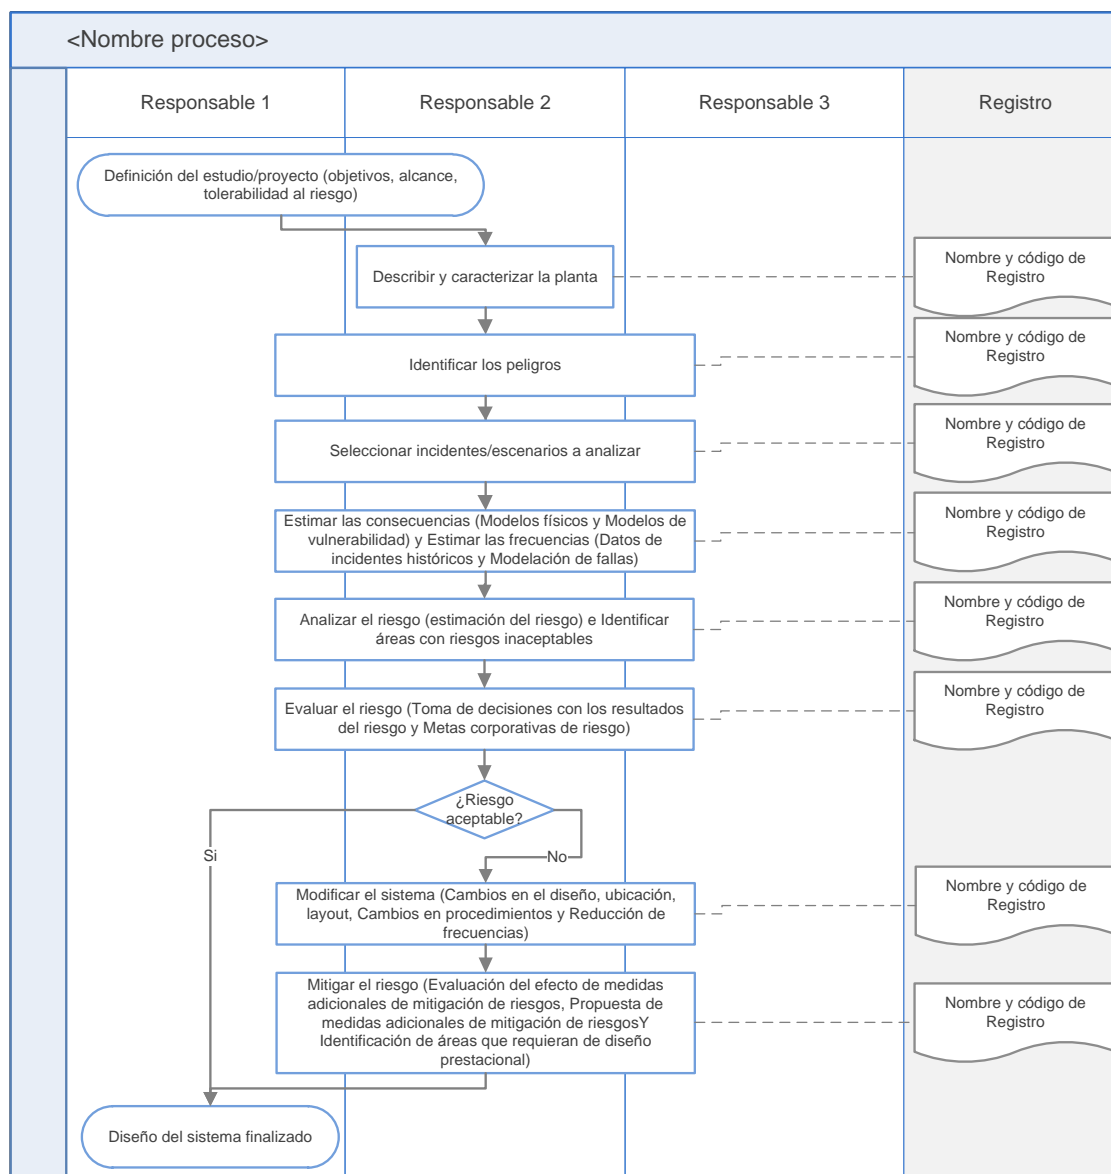 <Nombre proceso>
Responsable 1
Responsable 2
Responsable 3
Registro
Definición del estudio/proyecto (objetivos, alcance,
tolerabilidad al riesgo)
Describir y caracterizar la planta
Nombre y código de
Registro
Identificar los peligros
Nombre y código de
Registro
Seleccionar incidentes/escenarios a analizar
Nombre y código de
Registro
Estimar las consecuencias (Modelos físicos y Modelos de
vulnerabilidad) y Estimar las frecuencias (Datos de
incidentes históricos y Modelación de fallas)
Nombre y código de
Registro
Analizar el riesgo (estimación del riesgo) e Identificar
áreas con riesgos inaceptables
Nombre y código de
Registro
Evaluar el riesgo (Toma de decisiones con los resultados
del riesgo y Metas corporativas de riesgo)
Nombre y código de
Registro
¿Riesgo
aceptable?
Si
No
Modificar el sistema (Cambios en el diseño, ubicación,
layout, Cambios en procedimientos y Reducción de
frecuencias)
Nombre y código de
Registro
Mitigar el riesgo (Evaluación del efecto de medidas
adicionales de mitigación de riesgos, Propuesta de
medidas adicionales de mitigación de riesgosY
Identificación de áreas que requieran de diseño
prestacional)
Nombre y código de
Registro
Diseño del sistema finalizado